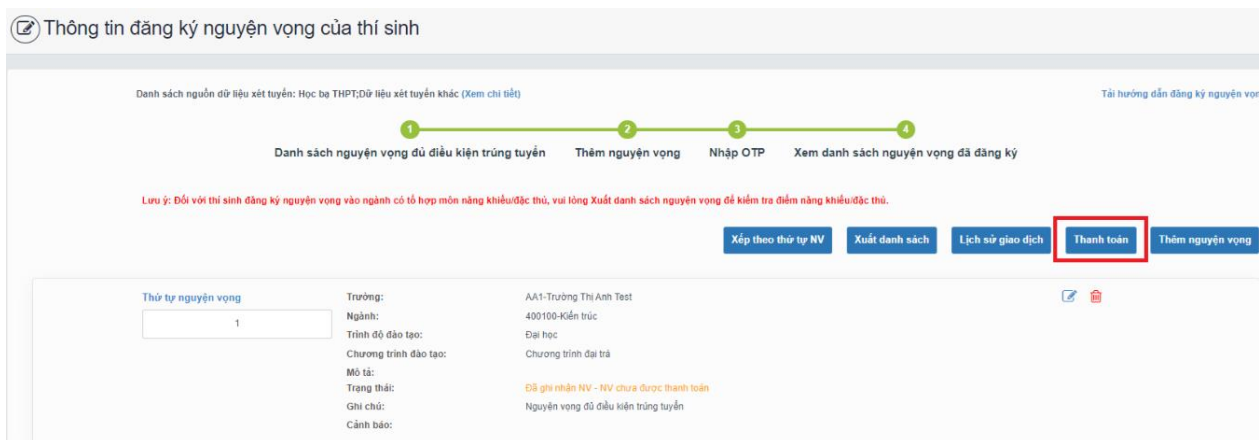 Thông tin đăng ký nguyện vọng của thí sinh
Danh sách nguồn dữ liệu xét tuyển: Học bạ THPT;Dữ liệu xét tuyển khác (Xem chi tiết)
Tải hướng dẫn đăng ký nguyện vọn
1 2 3 4
Danh sách nguyện vọng đủ điều kiện trúng tuyển Thêm nguyện vọng Nhập OTP Xem danh sách nguyện vọng đã đăng ký
Lưu ý: Đối với thí sinh đăng ký nguyện vọng vào ngành có tổ hợp môn năng khiếu/đặc thù, vui lòng Xuất danh sách nguyện vọng để kiểm tra điểm năng khiếu/đặc thù.
Xếp theo thứ tự NV Xuất danh sách Lịch sử giao dịch Thanh toán Thêm nguyện vọng
Thứ tự nguyện vọng
1
Trường: AA1-Trường Thị Anh Test
Ngành: 400100-Kiến trúc
Trình độ đào tạo: Đại học
Chương trình đào tạo: Chương trình đại trà
Mô tả:
Trạng thái: Đã ghi nhận NV - NV chưa được thanh toán
Ghi chú: Nguyện vọng đủ điều kiện trúng tuyển
Cảnh báo: